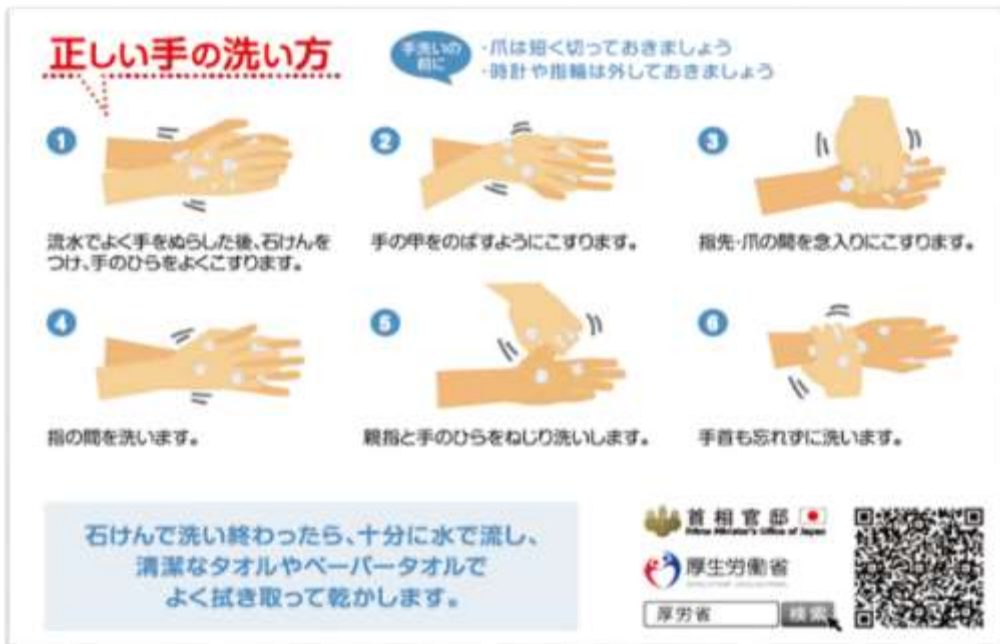 正しい手の洗い方
手洗いの
前に
・爪は短く切っておきましょう
・時計や指輪は外しておきましょう
1
流水でよく手をぬらした後、石けんを
つけ、手のひらをよくこすります。
2
手の甲をのばすようにこすります。
3
指先・爪の間を念入りにこすります。
4
指の間を洗います。
5
親指と手のひらをねじり洗いします。
6
手首も忘れずに洗います。
石けんで洗い終わったら、十分に水で流し、
清潔なタオルやペーパータオルで
よく拭き取って乾かします。
首相官邸
Prime Minister's Office of Japan
厚生労働省
厚労省 検索